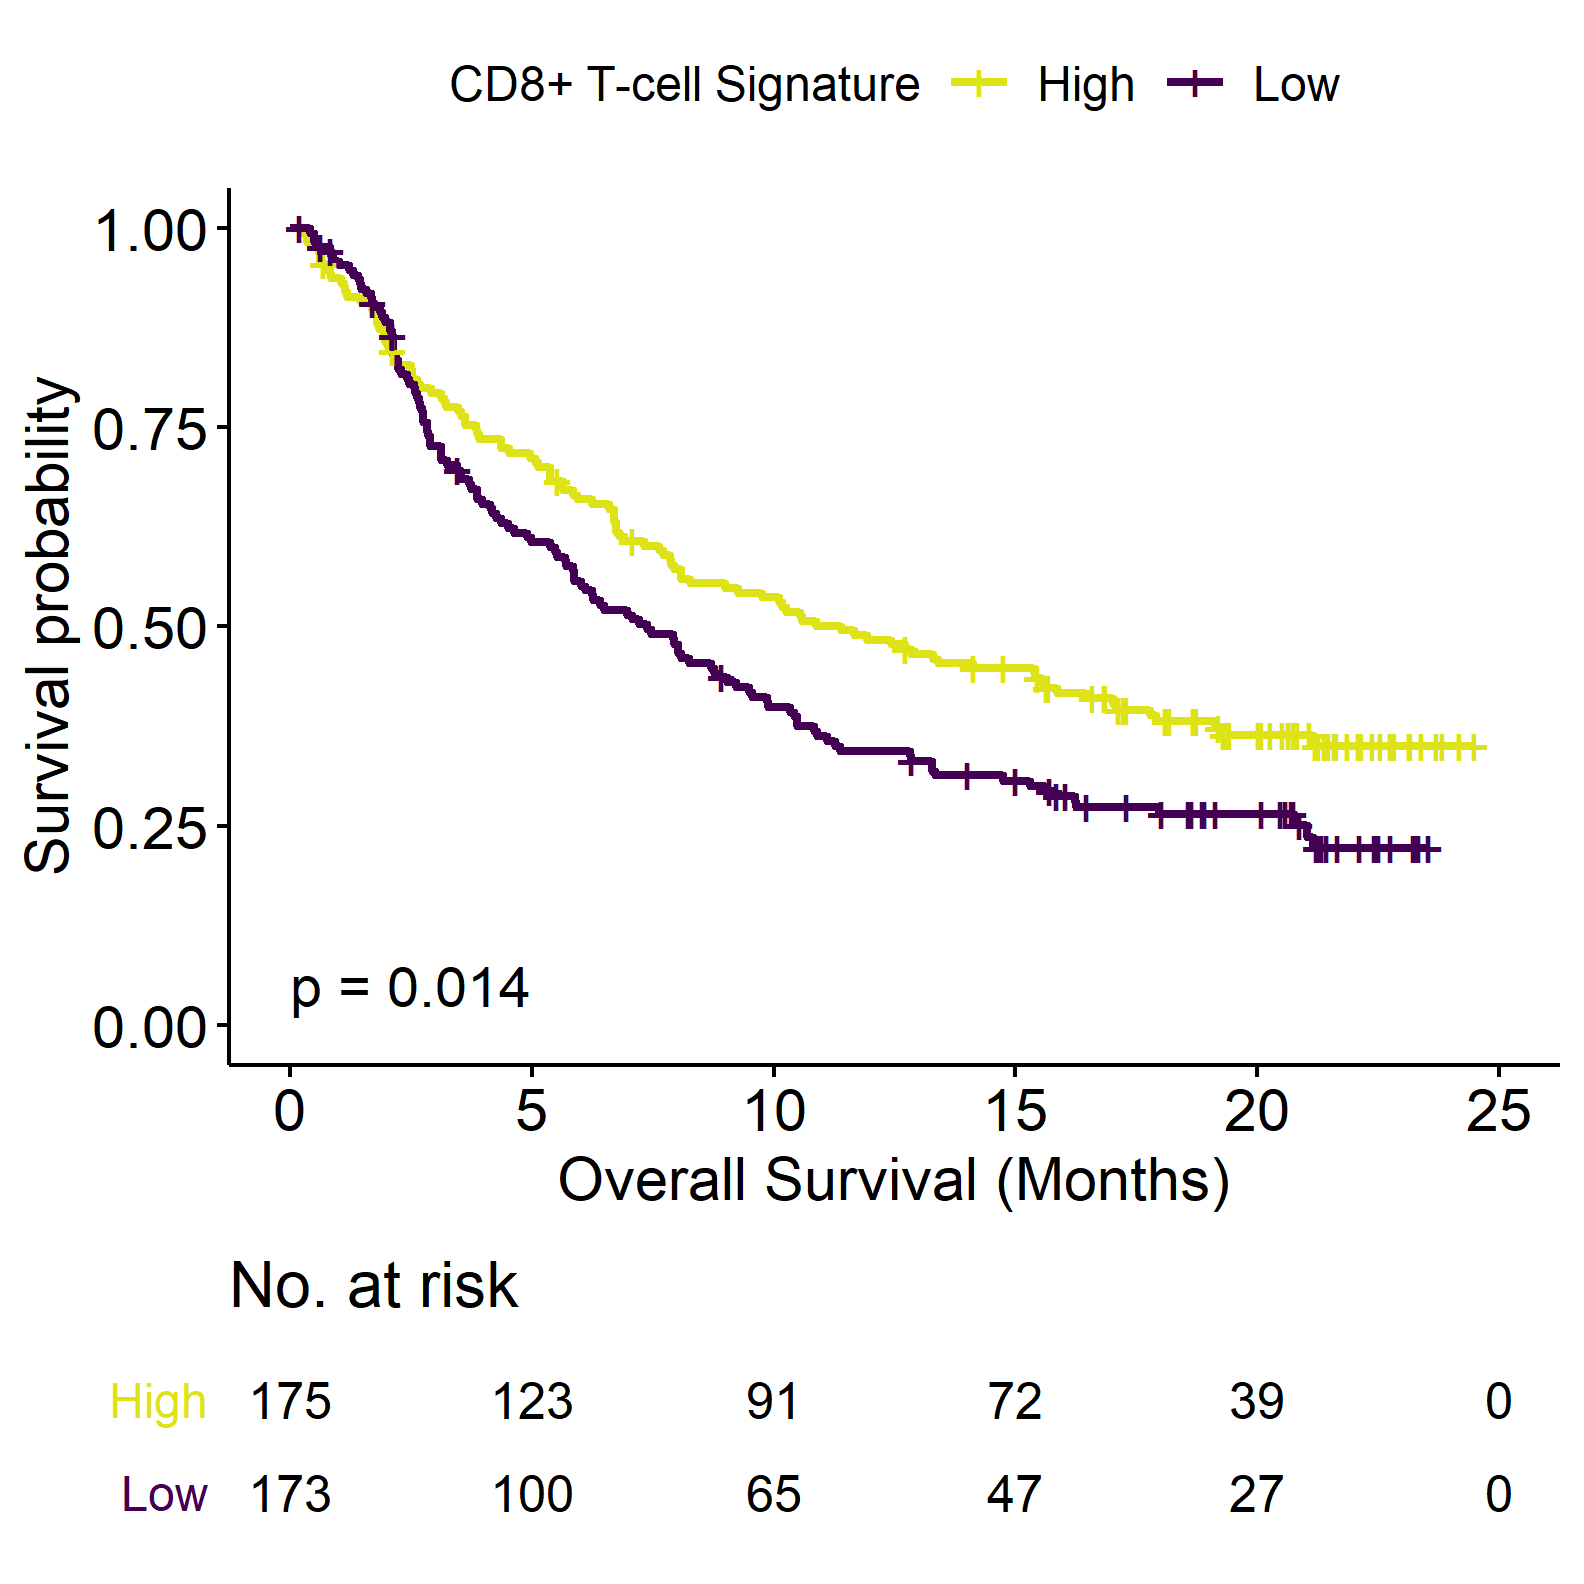 CD8+ T-cell Signature High Low
1.00
0.75
0.50
0.25
0.00
Survival probability
p = 0.014
0 5 10 15 20 25
Overall Survival (Months)
No. at risk
High 175 123 91 72 39 0
Low 173 100 65 47 27 0